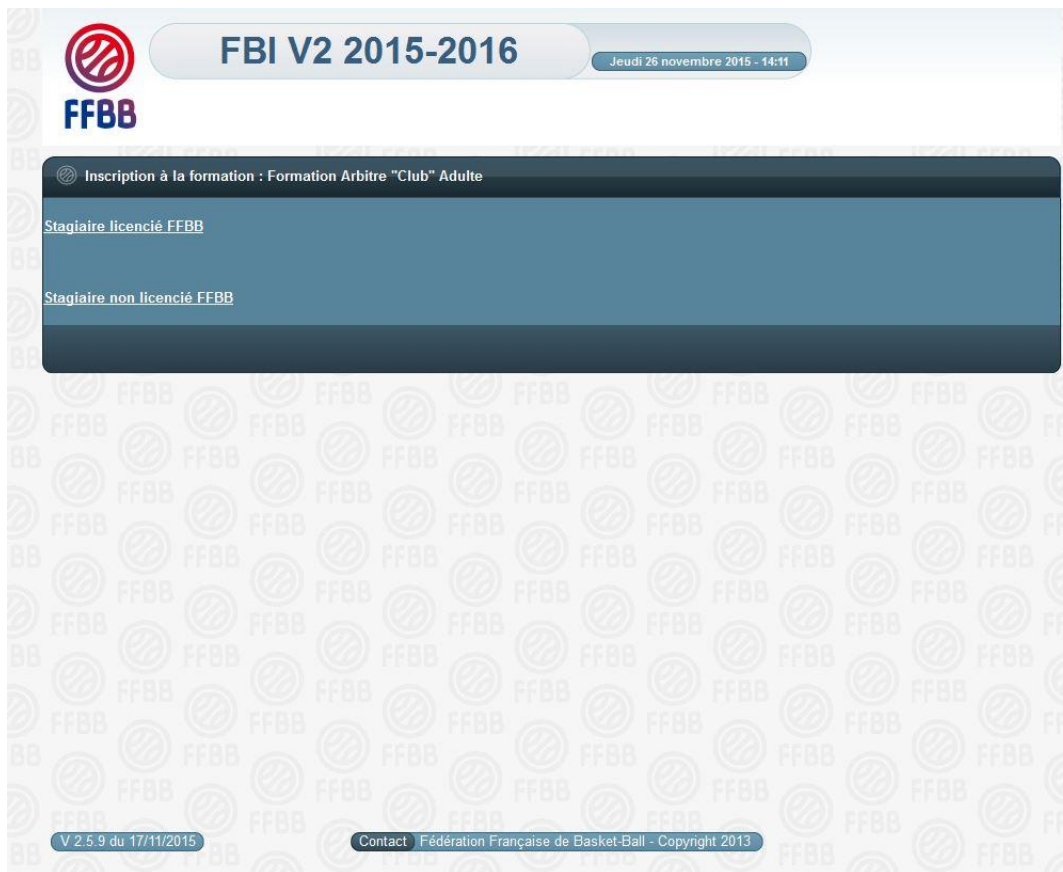 FBI V2 2015-2016
Jeudi 26 novembre 2015 - 14:11
FFBB
Inscription à la formation : Formation Arbitre "Club" Adulte
Stagiaire licencié FFBB
Stagiaire non licencié FFBB
V 2.5.9 du 17/11/2015
Contact Fédération Française de Basket-Ball - Copyright 2013